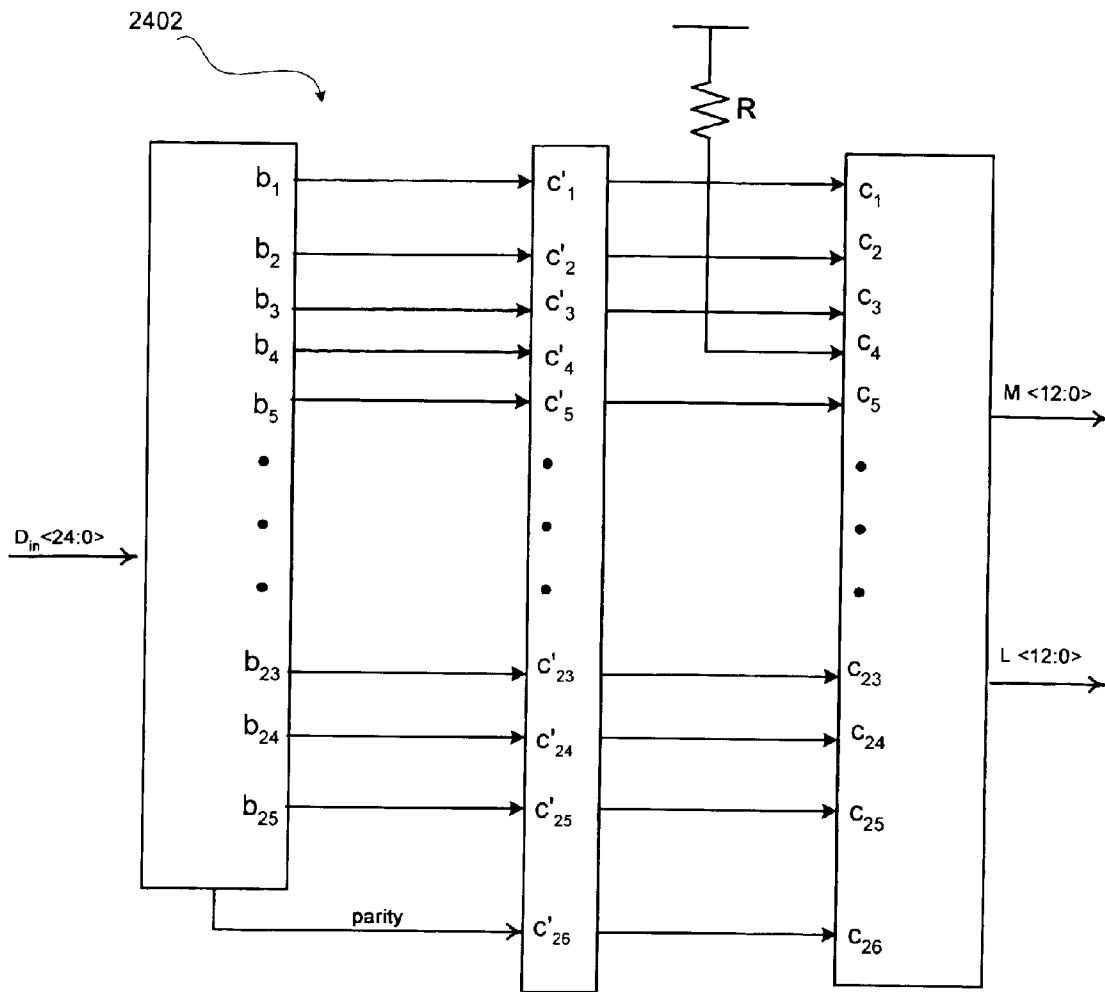 2402
R
b₁ c'₁ c₁
b₂ c'₂ c₂
b₃ c'₃ c₃
b₄ c'₄ c₄
b₅ c'₅ c₅
M <12:0>
Dᵢₙ<24:0>
L <12:0>
b₂₃ c'₂₃ c₂₃
b₂₄ c'₂₄ c₂₄
b₂₅ c'₂₅ c₂₅
parity c'₂₆ c₂₆